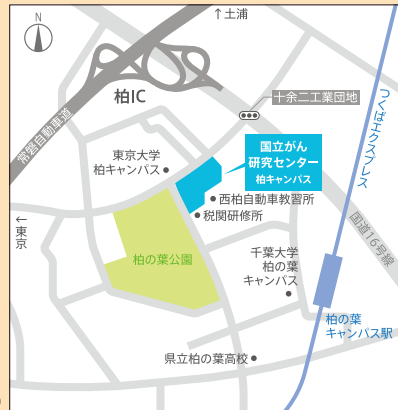 N
↑土浦
柏IC
常磐自動車道
十余二工業団地
つくばエクスプレス
東京大学
柏キャンパス
国立がん
研究センター
柏キャンパス
西柏自動車教習所
税関研修所
←東京
国道16号線
柏の葉公園
千葉大学
柏の葉
キャンパス
柏の葉
キャンパス駅
県立柏の葉高校